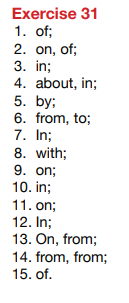 Exercise 31
1. of;
2. on, of;
3. in;
4. about, in;
5. by;
6. from, to;
7. In;
8. with;
9. on;
10. in;
11. on;
12. In;
13. On, from;
14. from, from;
15. of.